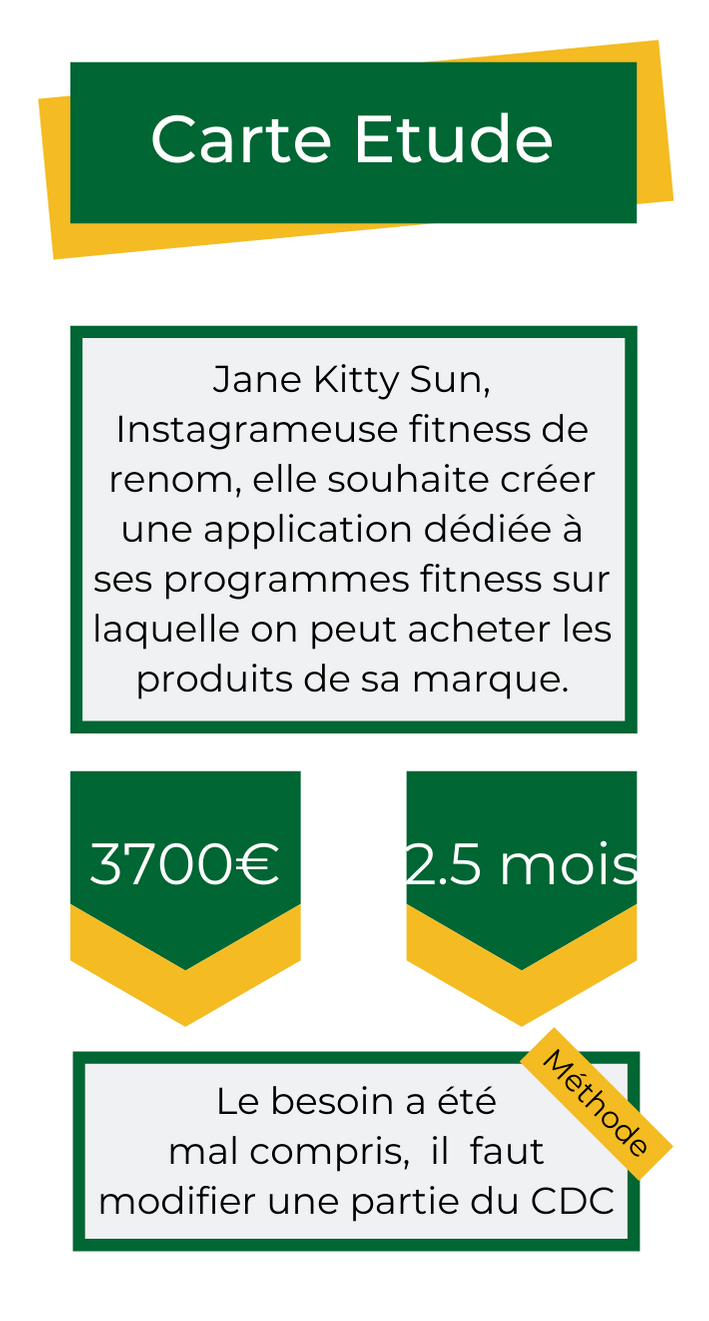 Carte Etude
Jane Kitty Sun,
Instagrameuse fitness de
renom, elle souhaite créer
une application dédiée à
ses programmes fitness sur
laquelle on peut acheter les
produits de sa marque.
3700€
2.5 mois
Méthode
Le besoin a été
mal compris, il faut
modifier une partie du CDC